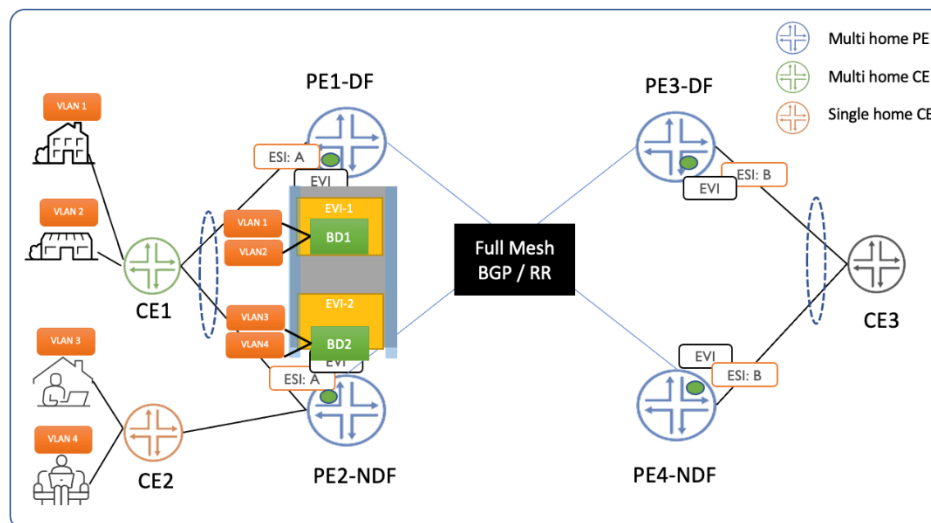 Multi home PE
Multi home CE
Single home CE
PE1-DF
PE3-DF
VLAN 1
ESI: A
EVI
ESI: B
EVI
VLAN 2
VLAN 1
VLAN2
EVI-1
BD1
Full Mesh
BGP / RR
CE1
CE3
EVI-2
VLAN3
VLAN4
BD2
VLAN 3
EVI
ESI: A
EVI
ESI: B
VLAN 4
CE2
PE2-NDF
PE4-NDF